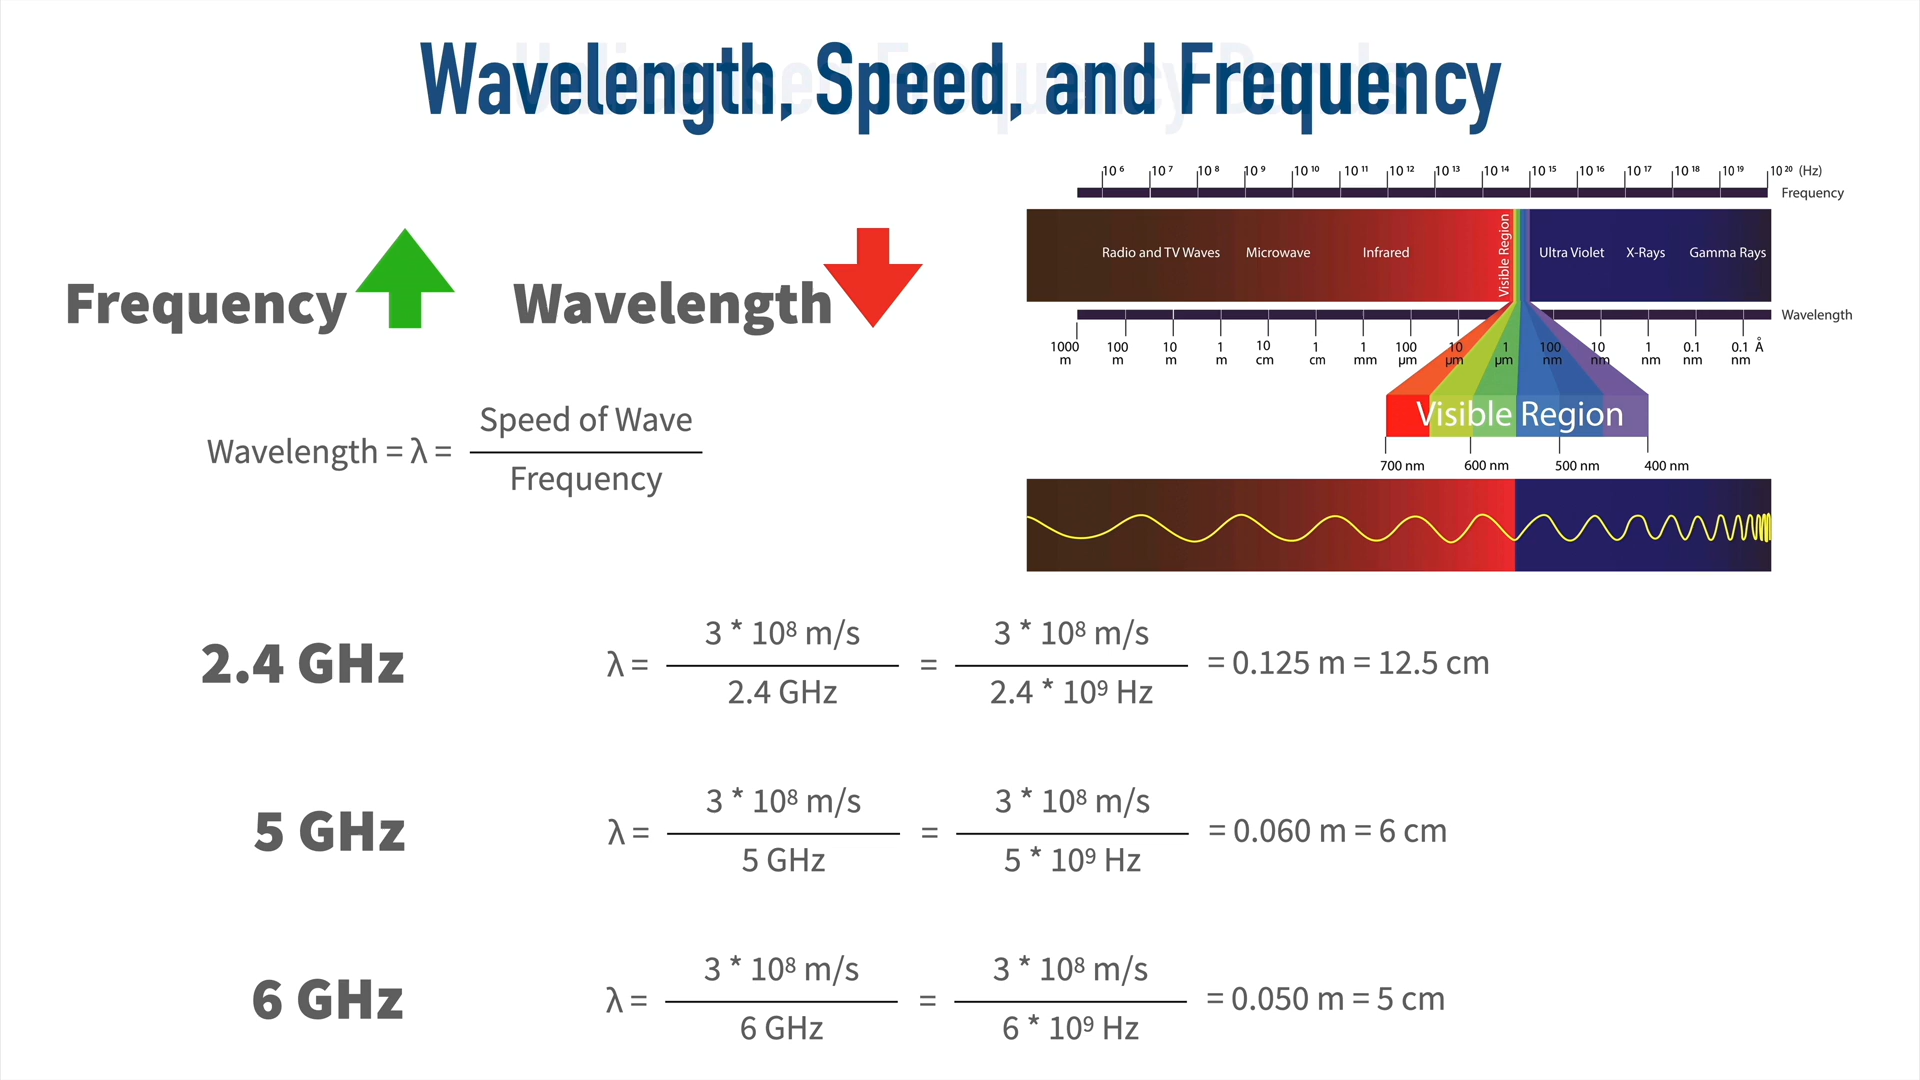 Wavelength, Speed, and Frequency
10⁶ 10⁷ 10⁸ 10⁹ 10¹⁰ 10¹¹ 10¹² 10¹³ 10¹⁴ 10¹⁵ 10¹⁶ 10¹⁷ 10¹⁸ 10¹⁹ 10²⁰ (Hz)
Frequency
Radio and TV Waves Microwave Infrared Visible Region Ultra Violet X-Rays Gamma Rays
Wavelength
1000 m 100 m 10 m 1 m 10 cm 1 cm 1 mm 100 µm 10 µm 1 µm 100 nm 10 nm 1 nm 0.1 nm 0.1 Å nm
Visible Region
700 nm 600 nm 500 nm 400 nm
Frequency Wavelength
Wavelength = λ = Speed of Wave
Frequency
2.4 GHz
λ = 3 * 10⁸ m/s / 2.4 GHz = 3 * 10⁸ m/s / 2.4 * 10⁹ Hz = 0.125 m = 12.5 cm
5 GHz
λ = 3 * 10⁸ m/s / 5 GHz = 3 * 10⁸ m/s / 5 * 10⁹ Hz = 0.060 m = 6 cm
6 GHz
λ = 3 * 10⁸ m/s / 6 GHz = 3 * 10⁸ m/s / 6 * 10⁹ Hz = 0.050 m = 5 cm